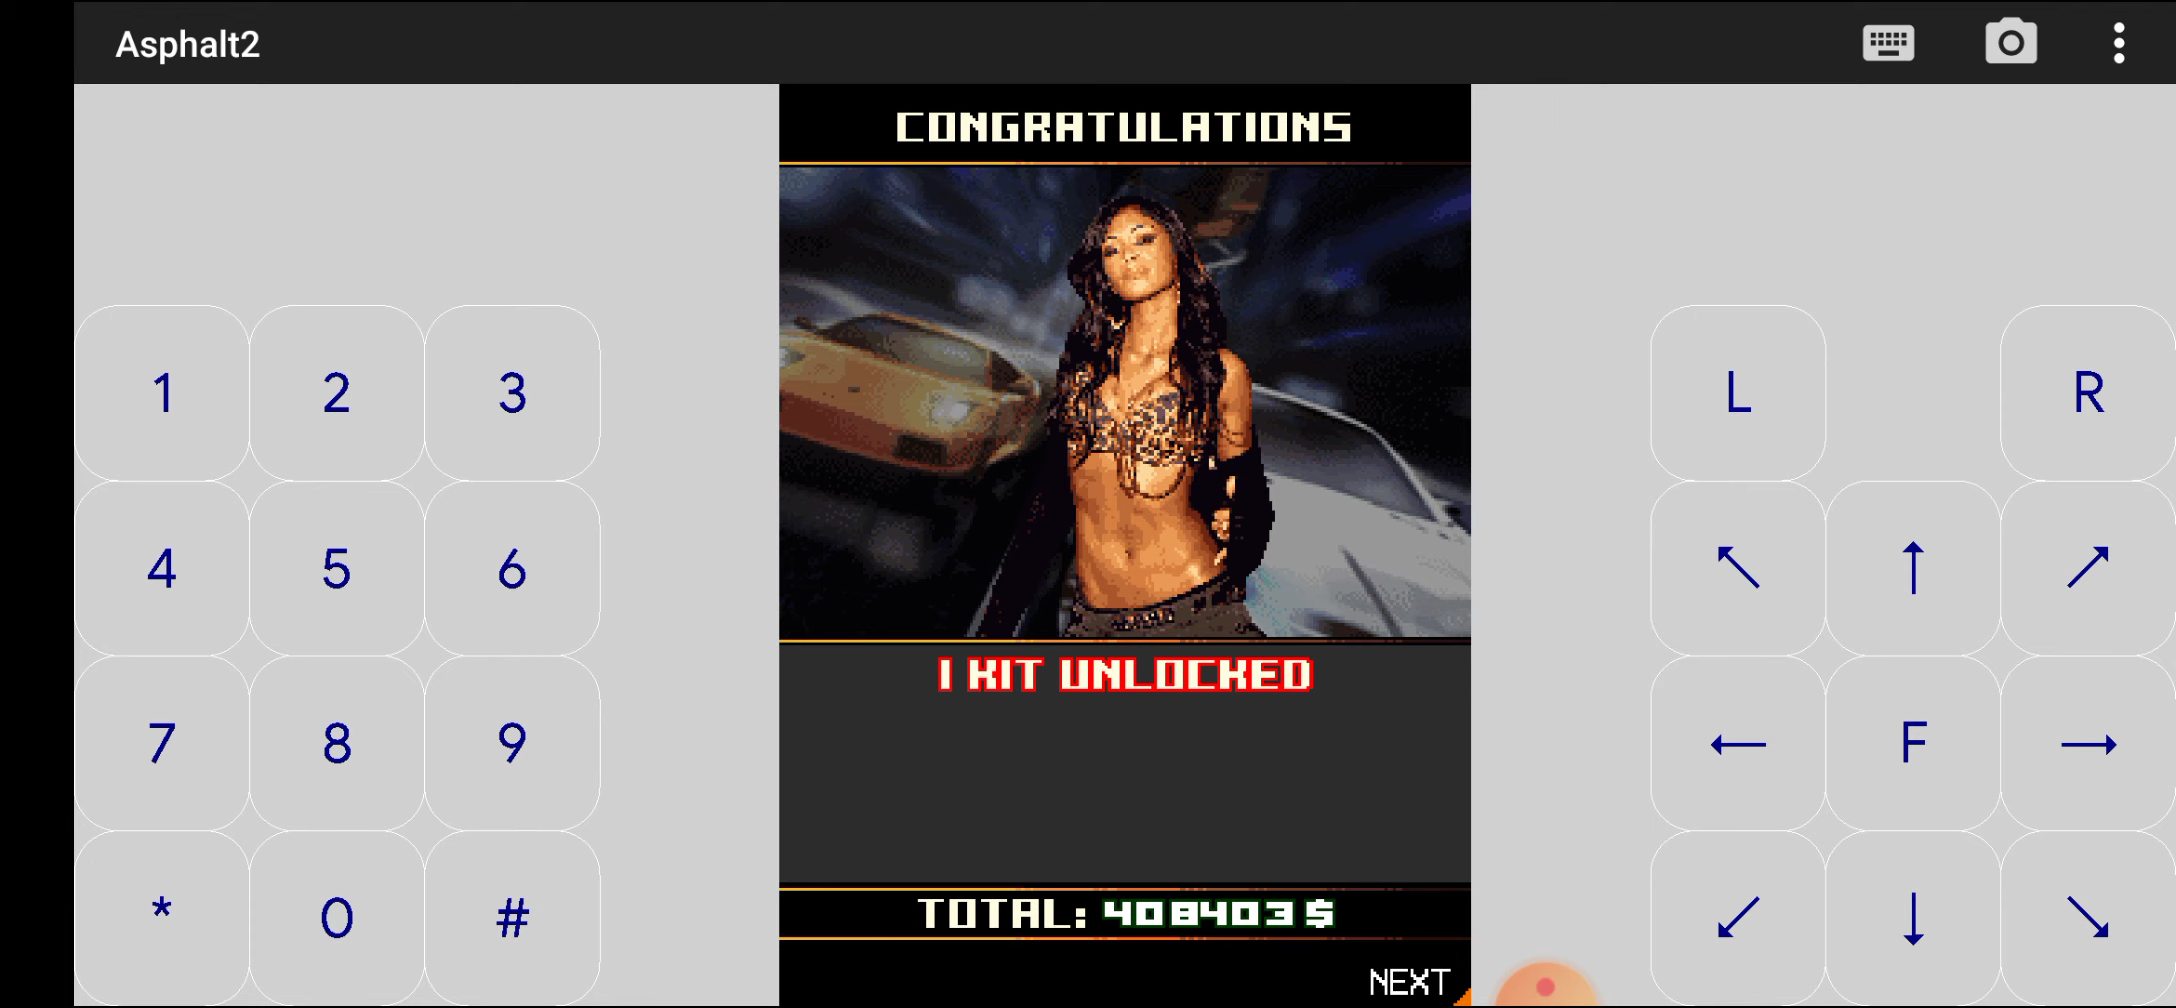 Asphalt2
CONGRATULATIONS
1 2 3
4 5 6
7 8 9
* 0 #
L R
↖ ↑ ↗
← F →
↙ ↓ ↘
1 KIT UNLOCKED
TOTAL: 408403 $
NEXT